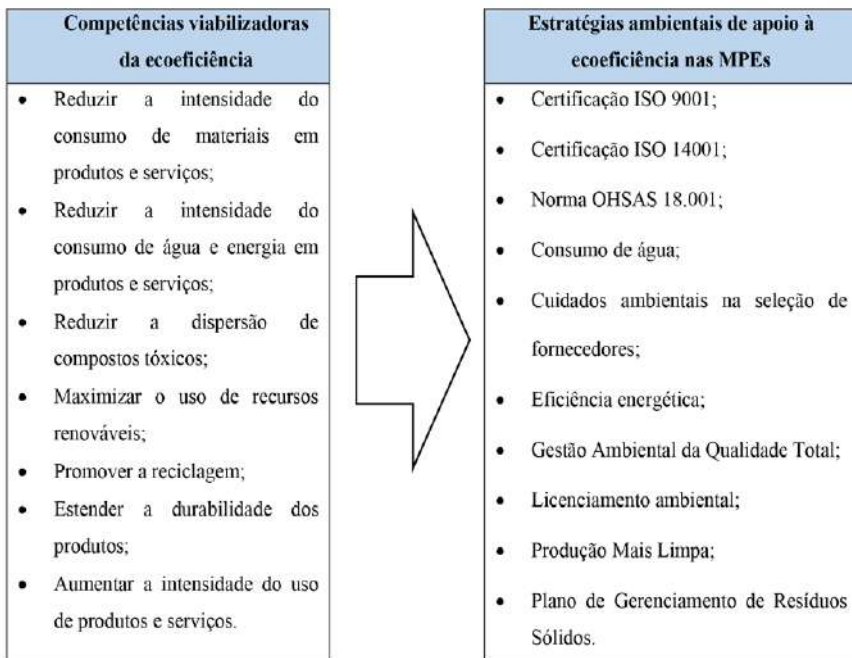 Competências viabilizadoras
da ecoeficiência
• Reduzir a intensidade do
consumo de materiais em
produtos e serviços;
• Reduzir a intensidade do
consumo de água e energia em
produtos e serviços;
• Reduzir a dispersão de
compostos tóxicos;
• Maximizar o uso de recursos
renováveis;
• Promover a reciclagem;
• Estender a durabilidade dos
produtos;
• Aumentar a intensidade do uso
de produtos e serviços.
Estratégias ambientais de apoio à
ecoeficiência nas MPEs
• Certificação ISO 9001;
• Certificação ISO 14001;
• Norma OHSAS 18.001;
• Consumo de água;
• Cuidados ambientais na seleção de
fornecedores;
• Eficiência energética;
• Gestão Ambiental da Qualidade Total;
• Licenciamento ambiental;
• Produção Mais Limpa;
• Plano de Gerenciamento de Resíduos
Sólidos.